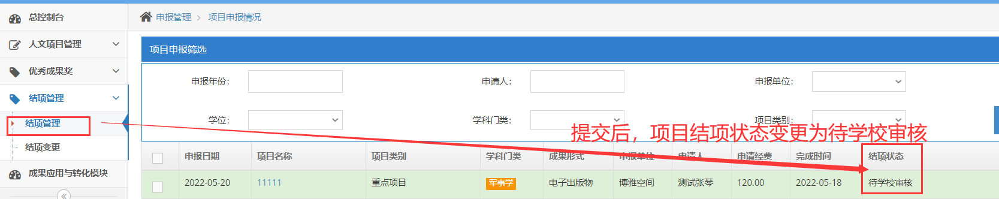 总控制台
人文项目管理
优秀成果奖
结项管理
结项管理
结项变更
成果应用与转化模块
申报管理 项目申报情况
项目申报筛选
申报年份: 申请人: 申报单位:
学位: 学科门类: 项目类别:
提交后，项目结项状态变更为待学校审核
申报日期 项目名称 项目类别 学科门类 成果形式 申报单位 申请人 申请经费 完成时间 结项状态
2022-05-20 11111 重点项目 军事学 电子出版物 博雅空间 测试张琴 120.00 2022-05-18 待学校审核